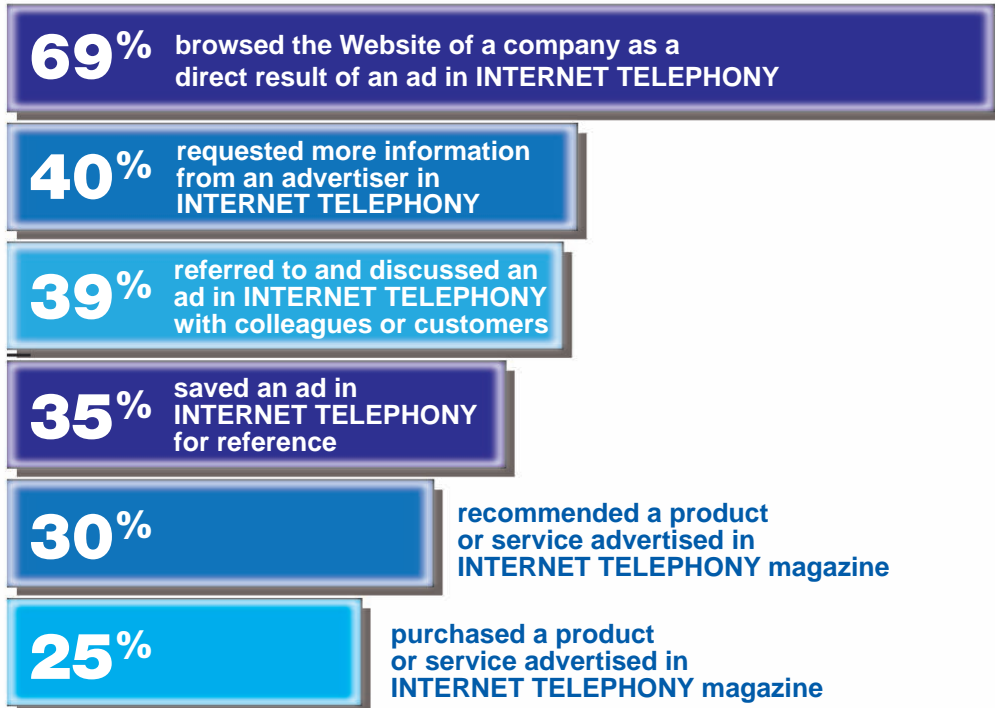 69% browsed the Website of a company as a
direct result of an ad in INTERNET TELEPHONY
40% requested more information
from an advertiser in
INTERNET TELEPHONY
39% referred to and discussed an
ad in INTERNET TELEPHONY
with colleagues or customers
35% saved an ad in
INTERNET TELEPHONY
for reference
30% recommended a product
or service advertised in
INTERNET TELEPHONY magazine
25% purchased a product
or service advertised in
INTERNET TELEPHONY magazine